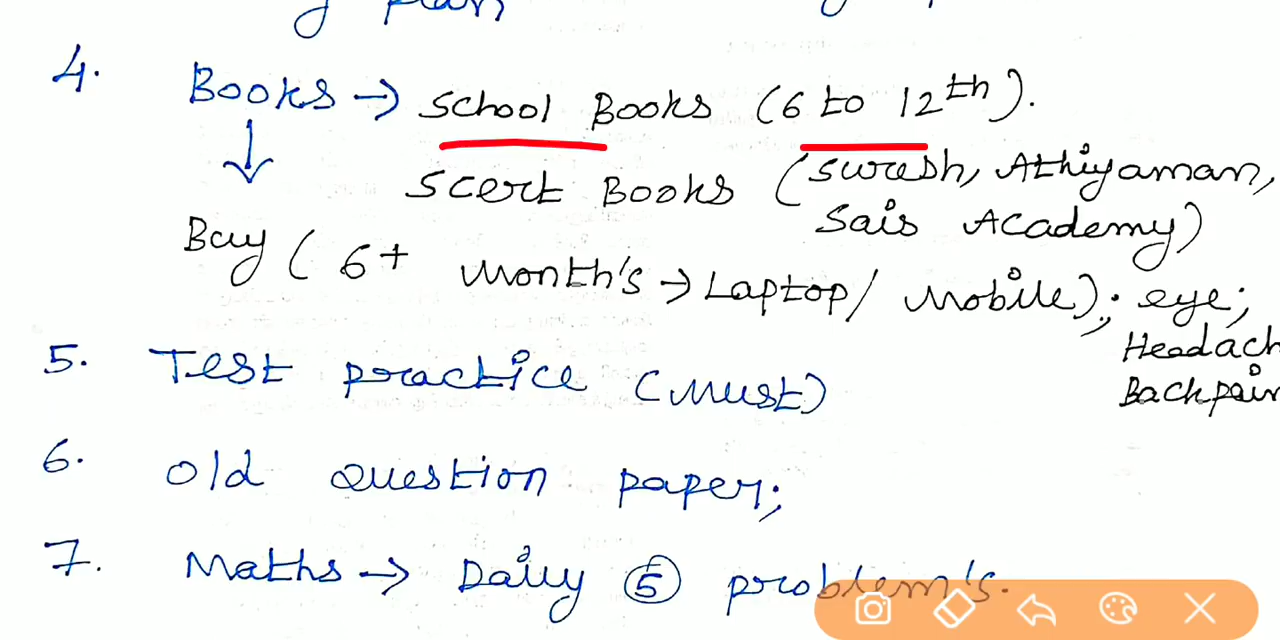 plan
4. Books → School Books (6 to 12th).
↓ Scert Books (Suresh, Athiyaman,
Sais Academy)
Buy (6+ month's → Laptop/ Mobile); eye;
Headach
5. Test practice (Must) Backpain
6. Old question paper;
7. Maths → Daily 5 problem's.